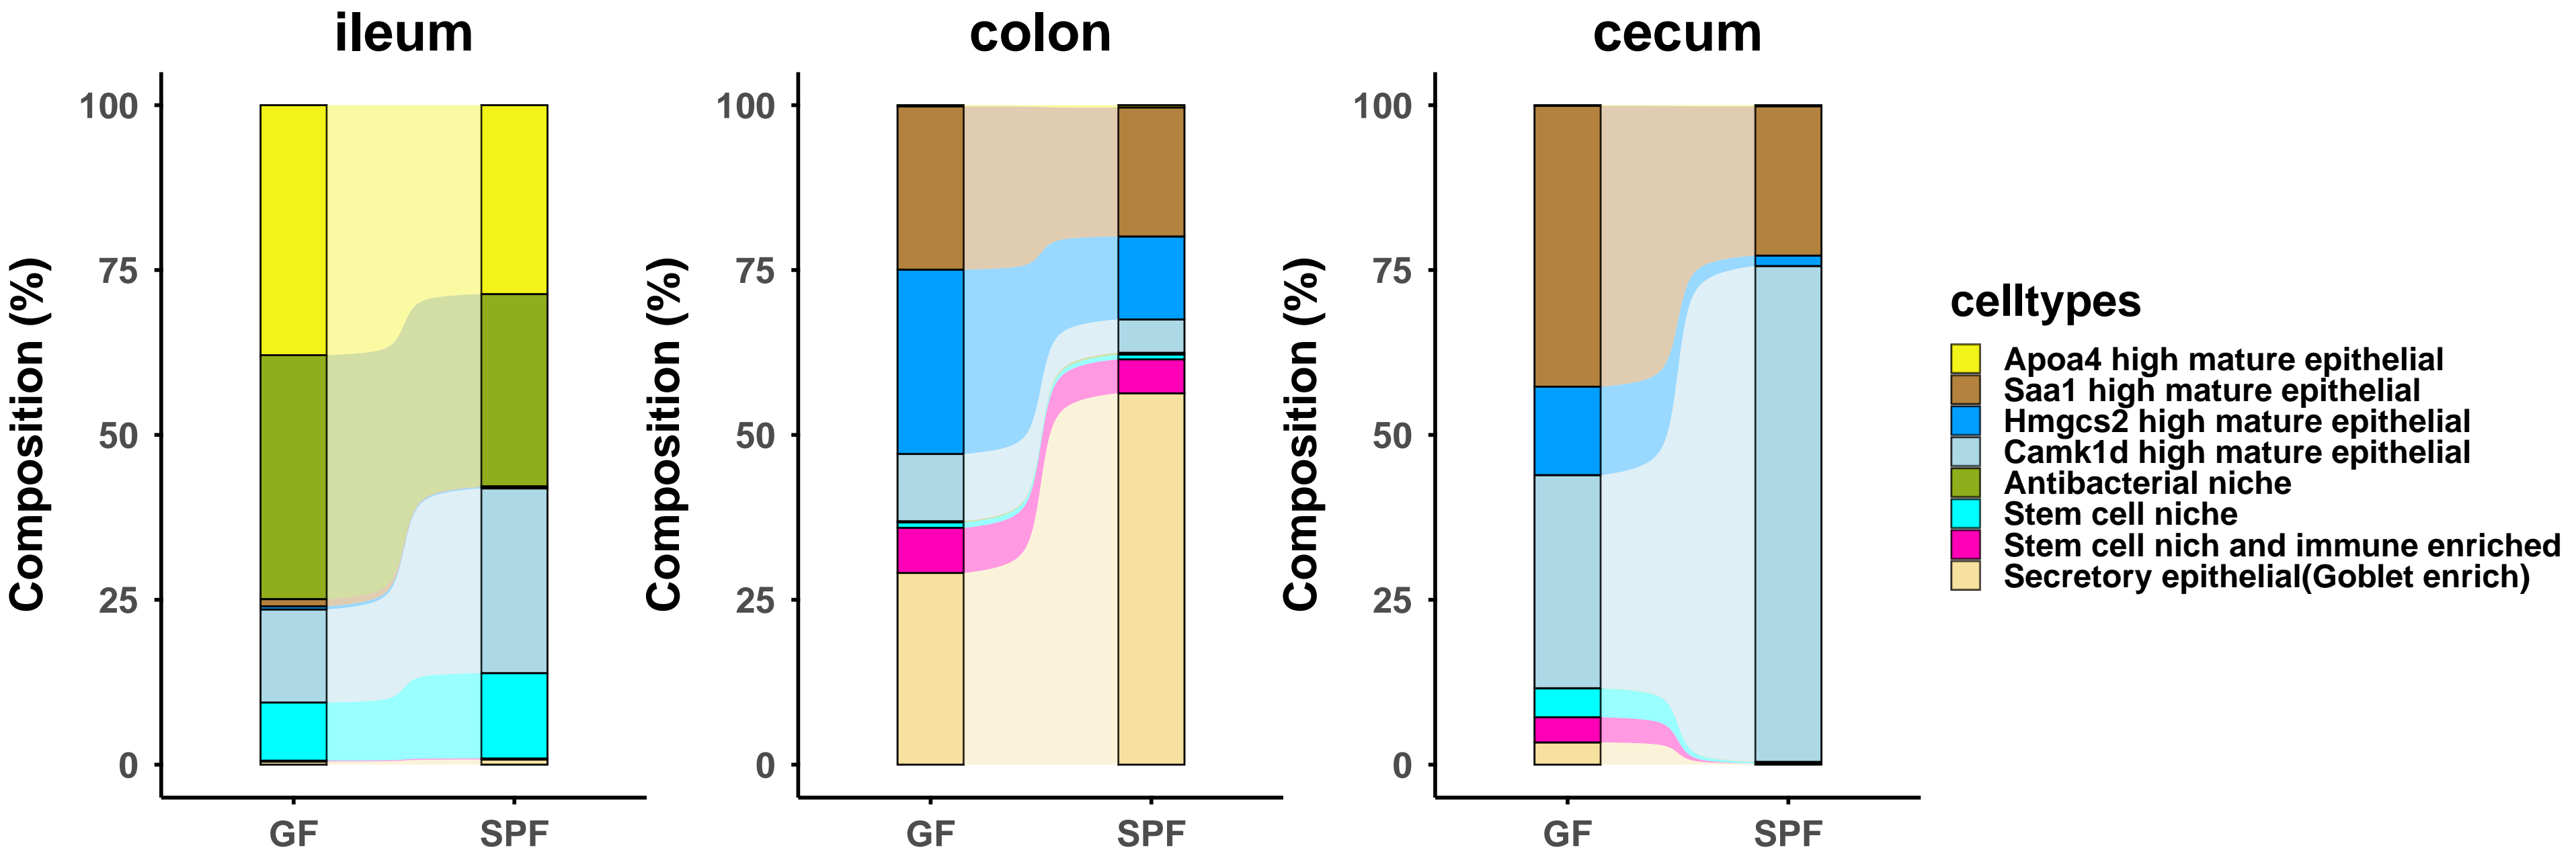 ileum
colon
cecum
Composition (%)
100
75
50
25
0
GF
SPF
Composition (%)
100
75
50
25
0
GF
SPF
Composition (%)
100
75
50
25
0
GF
SPF
celltypes
Apoa4 high mature epithelial
Saa1 high mature epithelial
Hmgcs2 high mature epithelial
Camk1d high mature epithelial
Antibacterial niche
Stem cell niche
Stem cell nich and immune enriched
Secretory epithelial(Goblet enrich)